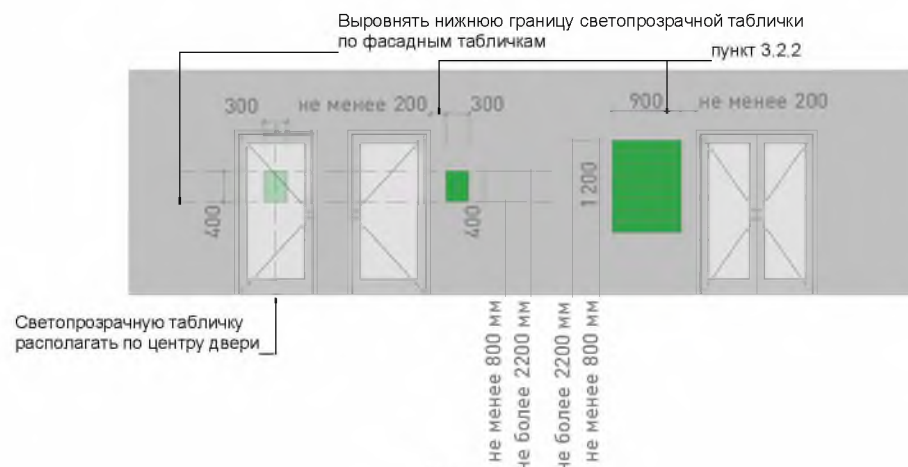 Выровнять нижнюю границу светопрозрачной таблички
по фасадным табличкам
пункт 3.2.2
300
не менее 200
300
900
не менее 200
400
400
1200
Светопрозрачную табличку
располагать по центру двери
не менее 800 мм
не более 2200 мм
не более 2200 мм
не менее 800 мм